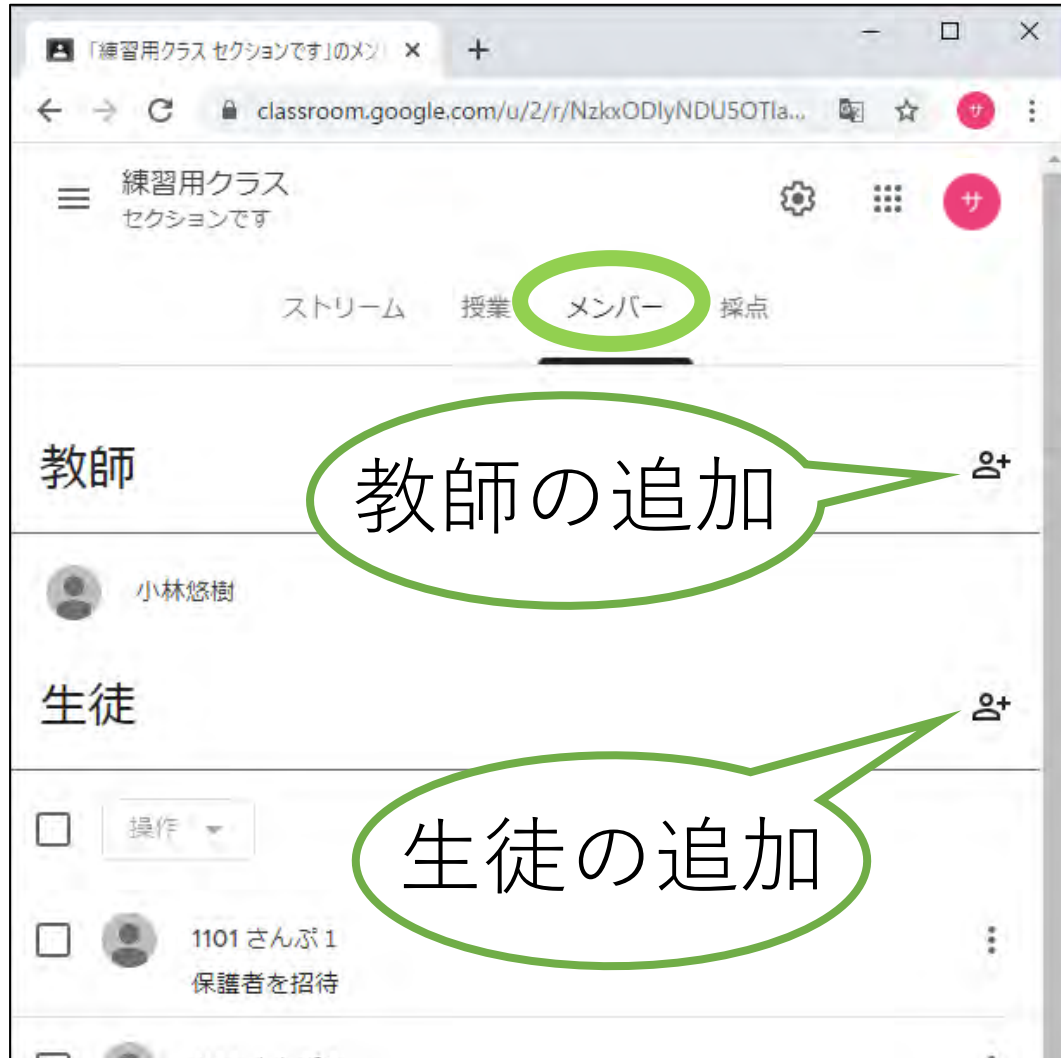 「練習用クラス セクションです」のメン
classroom.google.com/u/2/r/NzkxODlyNDU5OTla...
サ
練習用クラス
セクションです
サ
ストリーム 授業 メンバー 採点
教師
教師の追加
小林悠樹
生徒
生徒の追加
操作
1101 さんぷ1
保護者を招待